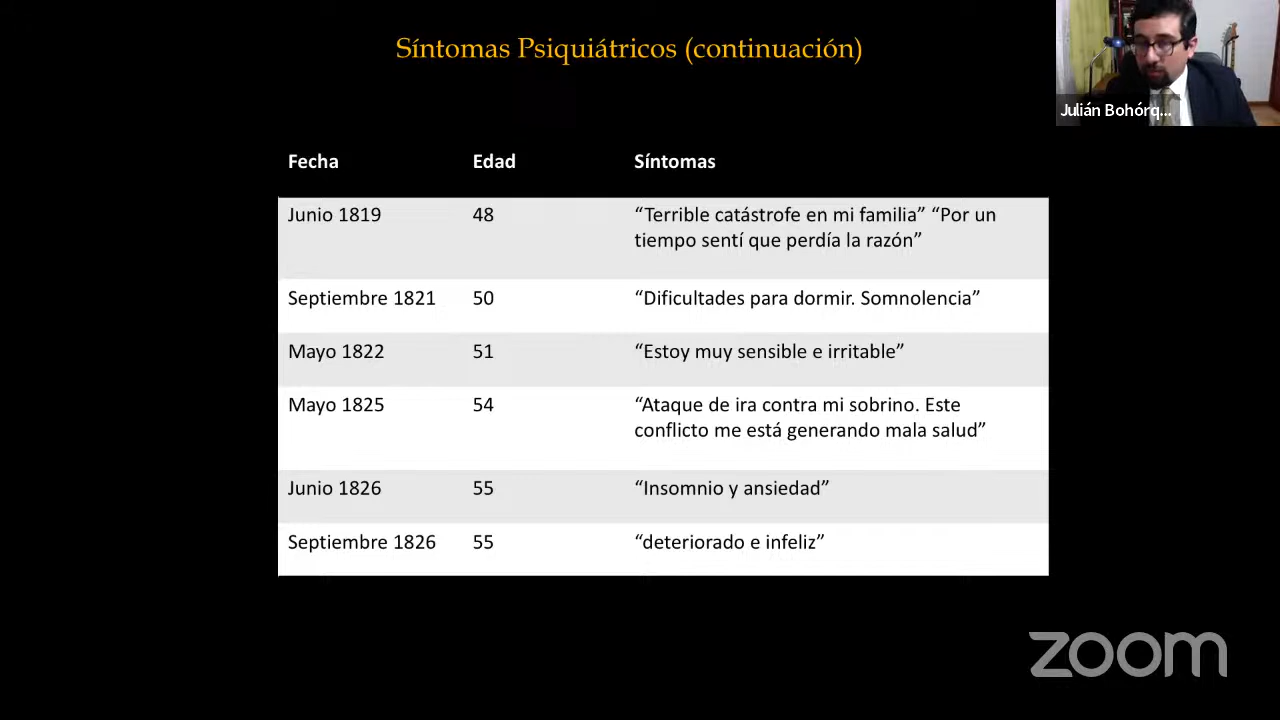 Síntomas Psiquiátricos (continuación)
Julián Bohórq...
Fecha Edad Síntomas
Junio 1819 48 “Terrible catástrofe en mi familia” “Por un
tiempo sentí que perdía la razón”
Septiembre 1821 50 “Dificultades para dormir. Somnolencia”
Mayo 1822 51 “Estoy muy sensible e irritable”
Mayo 1825 54 “Ataque de ira contra mi sobrino. Este
conflicto me está generando mala salud”
Junio 1826 55 “Insomnio y ansiedad”
Septiembre 1826 55 “deteriorado e infeliz”
zoom